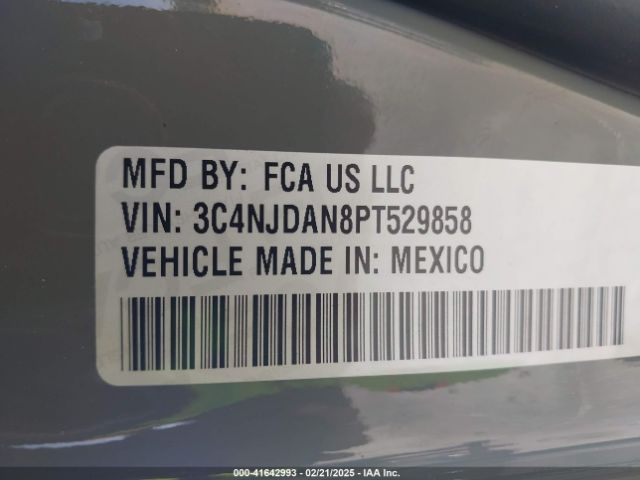 MFD BY: FCA US LLC
VIN: 3C4NJDAN8PT529858
VEHICLE MADE IN: MEXICO
000-41642993 - 02/21/2025 - IAA Inc.